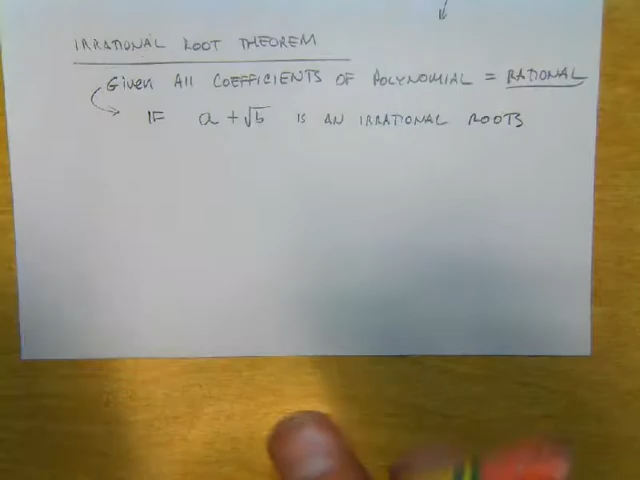 IRRATIONAL ROOT THEOREM
GIVEN All COEFFICIENTS OF POLYNOMIAL = RATIONAL
IF a + √b IS AN IRRATIONAL ROOTS